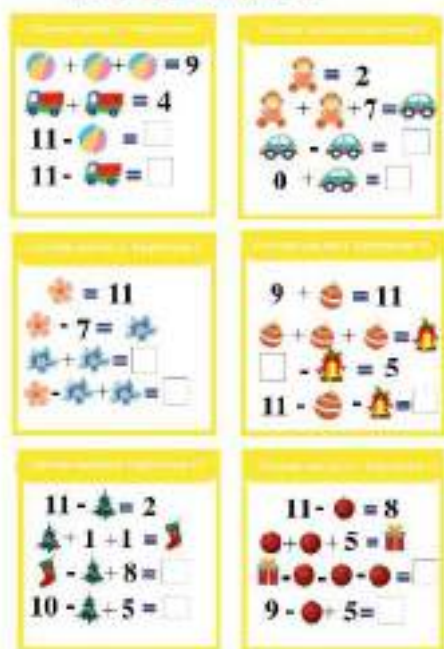 + + = 9
+ = 4
11 - =
11 - =
= 2
+ + 7 =
- =
0 + =
= 11
- 7 =
+ =
- + =
9 + = 11
+ + =
- = 5
11 - - =
11 - = 2
+ 1 + 1 =
- + 8 =
10 - + 5 =
11 - = 8
+ + 5 =
- - - =
9 - + 5 =